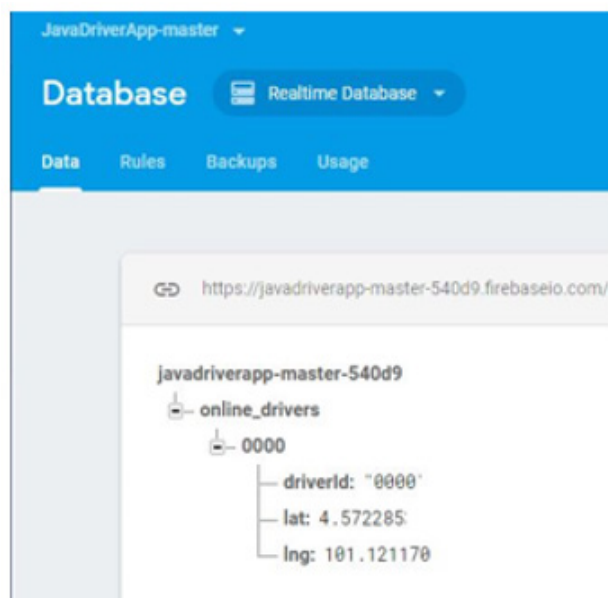 JavaDriverApp-master
Database Realtime Database
Data Rules Backups Usage
https://javadriverapp-master-540d9.firebaseio.com/
javadriverapp-master-540d9
online_drivers
0000
driverId: "0000"
lat: 4.572285
lng: 101.121170